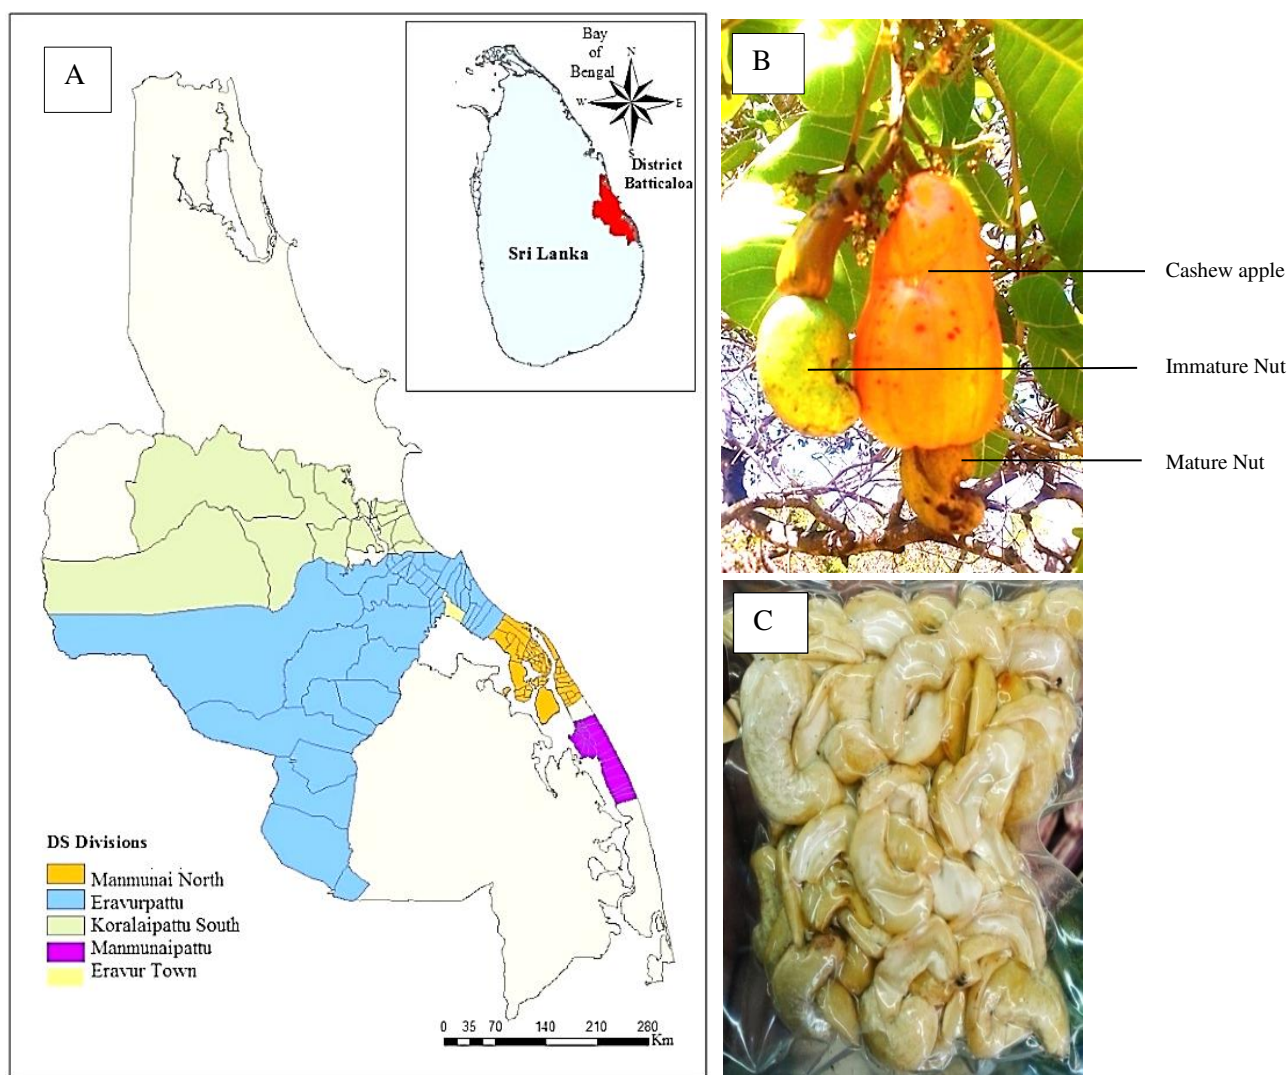 A
Bay
of
Bengal
N
W
E
S
District
Batticaloa
Sri Lanka
DS Divisions
Manmunai North
Eravurpattu
Koralaipattu South
Manmunaipattu
Eravur Town
0 35 70 140 210 280
Km
B
Cashew apple
Immature Nut
Mature Nut
C